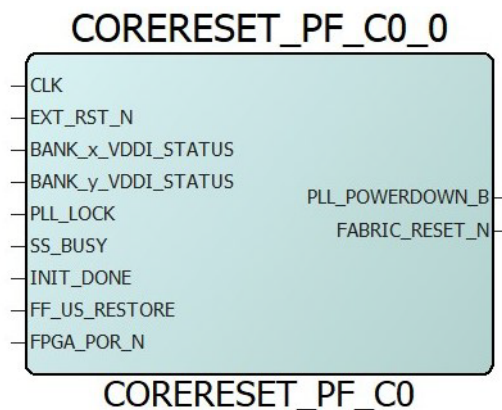 CORERESET_PF_C0_0
CLK
EXT_RST_N
BANK_x_VDDI_STATUS
BANK_y_VDDI_STATUS
PLL_LOCK
SS_BUSY
INIT_DONE
FF_US_RESTORE
FPGA_POR_N
PLL_POWERDOWN_B
FABRIC_RESET_N
CORERESET_PF_C0